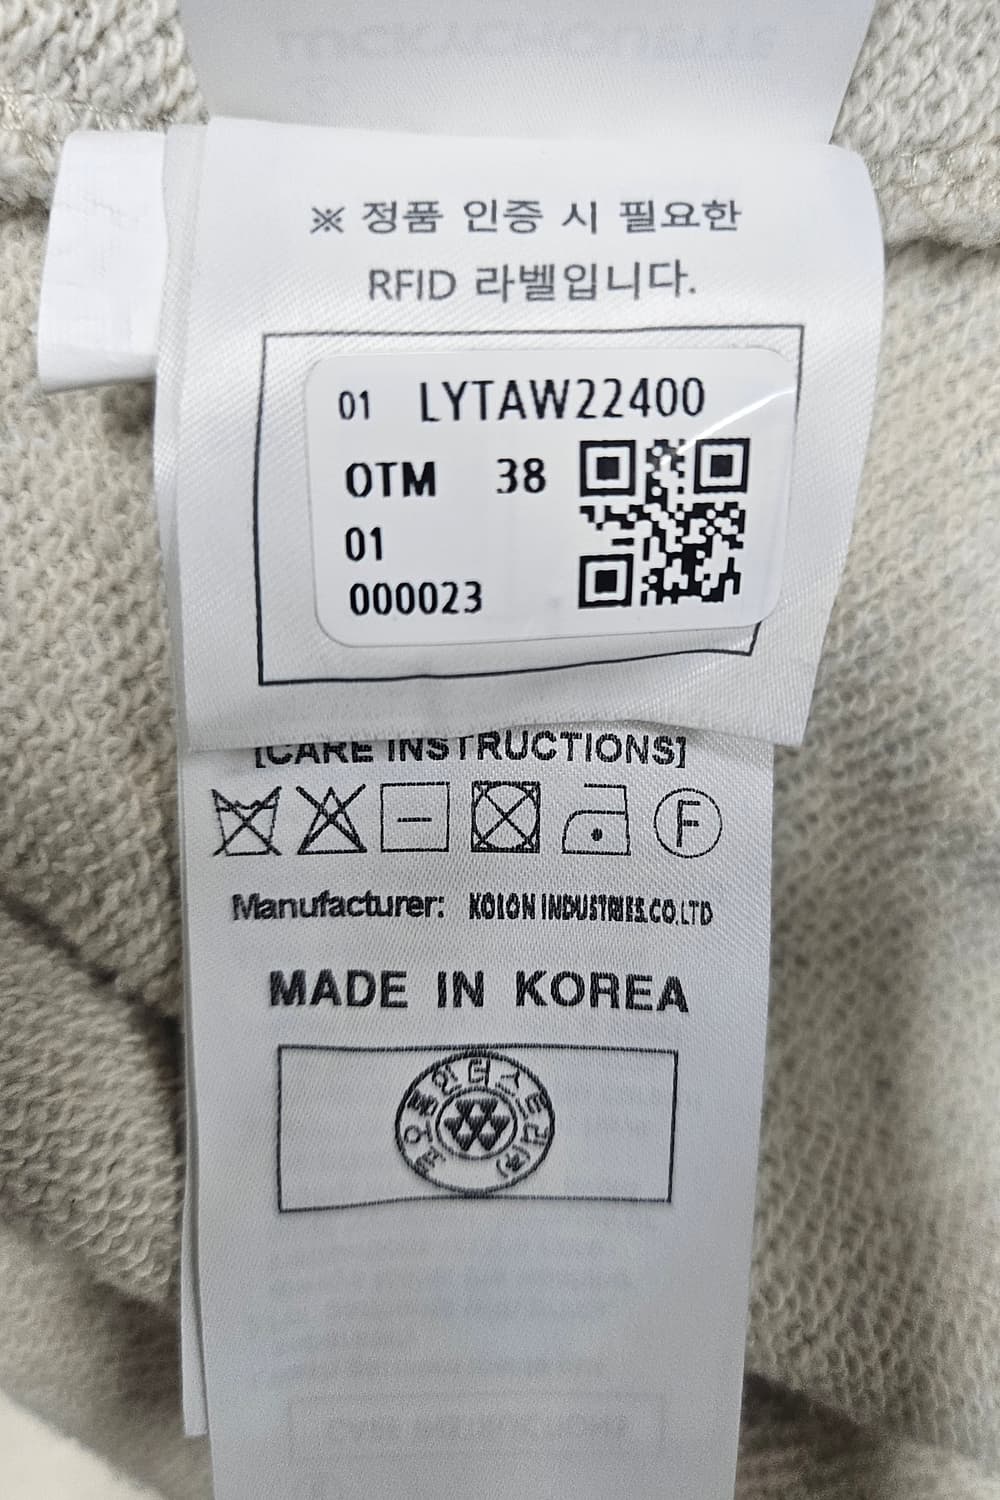 ※ 정품 인증 시 필요한
RFID 라벨입니다.
01 LYTAW22400
OTM 38
01
000023
[CARE INSTRUCTIONS]
F
Manufacturer: KOLON INDUSTRIES.CO.LTD
MADE IN KOREA